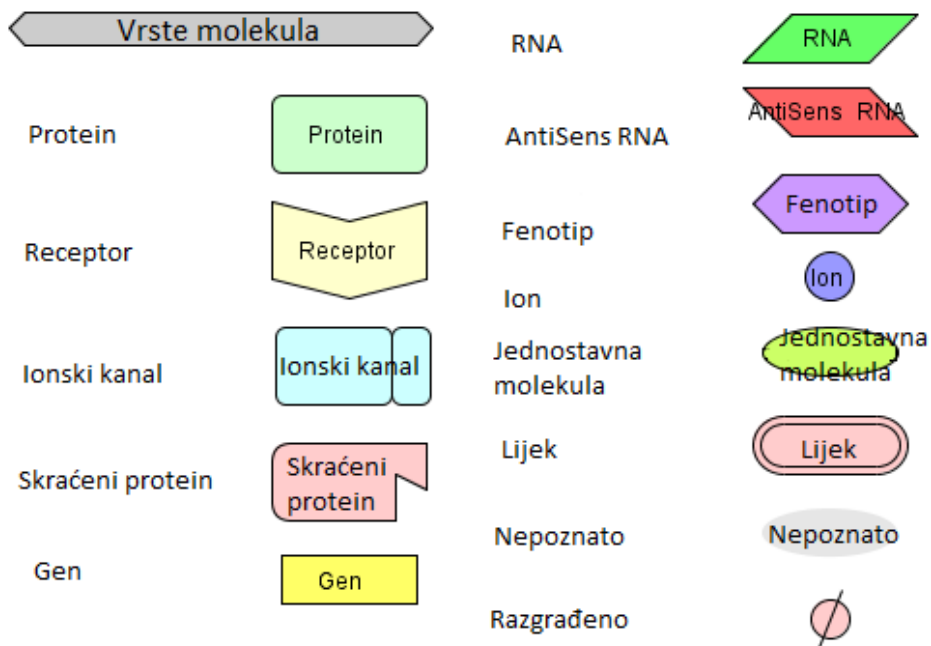 Vrste molekula
Protein
Protein
Receptor
Receptor
Ionski kanal
Ionski kanal
Skraćeni protein
Skraćeni
protein
Gen
Gen
RNA
RNA
AntiSens RNA
AntiSens RNA
Fenotip
Fenotip
Ion
Ion
Jednostavna
molekula
Jednostavna
molekula
Lijek
Lijek
Nepoznato
Nepoznato
Razgrađeno